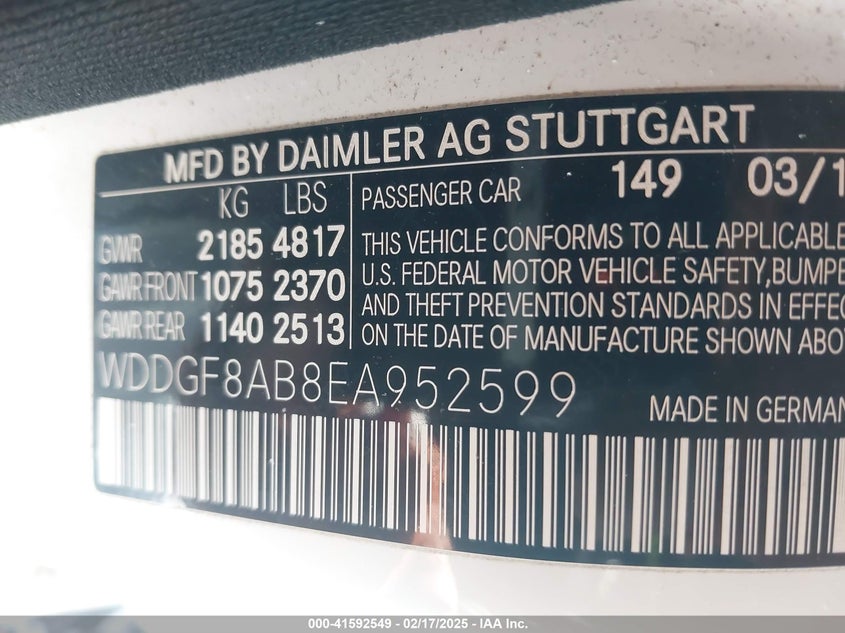 MFD BY DAIMLER AG STUTTGART
KG LBS
GVWR 2185 4817
GAWR FRONT 1075 2370
GAWR REAR 1140 2513
PASSENGER CAR 149 03/1
THIS VEHICLE CONFORMS TO ALL APPLICABLE
U.S. FEDERAL MOTOR VEHICLE SAFETY, BUMPE
AND THEFT PREVENTION STANDARDS IN EFFEC
ON THE DATE OF MANUFACTURE SHOWN ABO
WDDGF8AB8EA952599
MADE IN GERMAN
000-41592549 - 02/17/2025 - IAA Inc.